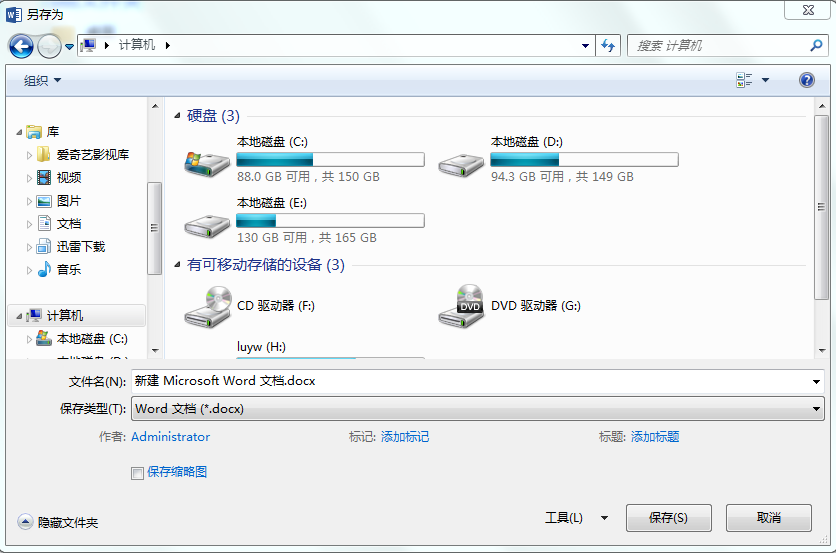 另存为
计算机
搜索 计算机
组织
库
爱奇艺影视库
视频
图片
文档
迅雷下载
音乐
计算机
本地磁盘 (C:)
硬盘 (3)
本地磁盘 (C:)
88.0 GB 可用，共 150 GB
本地磁盘 (D:)
94.3 GB 可用，共 149 GB
本地磁盘 (E:)
130 GB 可用，共 165 GB
有可移动存储的设备 (3)
CD 驱动器 (F:)
DVD
DVD 驱动器 (G:)
luyw (H:)
文件名(N): 新建 Microsoft Word 文档.docx
保存类型(T): Word 文档 (*.docx)
作者: Administrator 标记: 添加标记 标题: 添加标题
保存缩略图
隐藏文件夹 工具(L) 保存(S) 取消